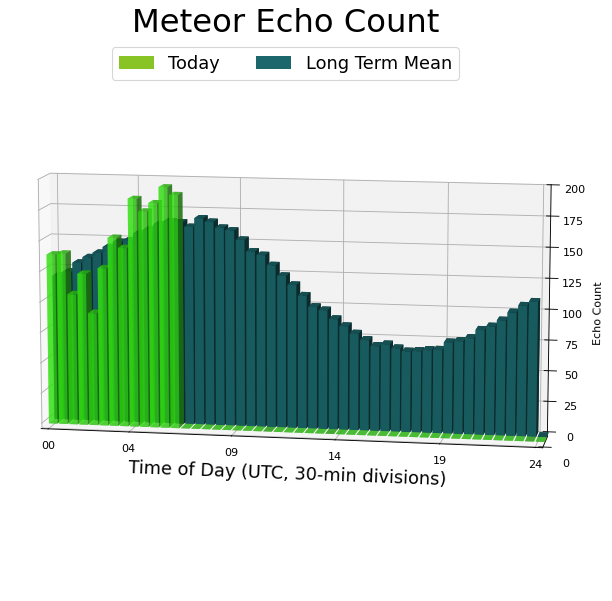 Meteor Echo Count
Today Long Term Mean
200
175
150
125
100
75
50
25
0
0
Echo Count
00 04 09 14 19 24
Time of Day (UTC, 30-min divisions)